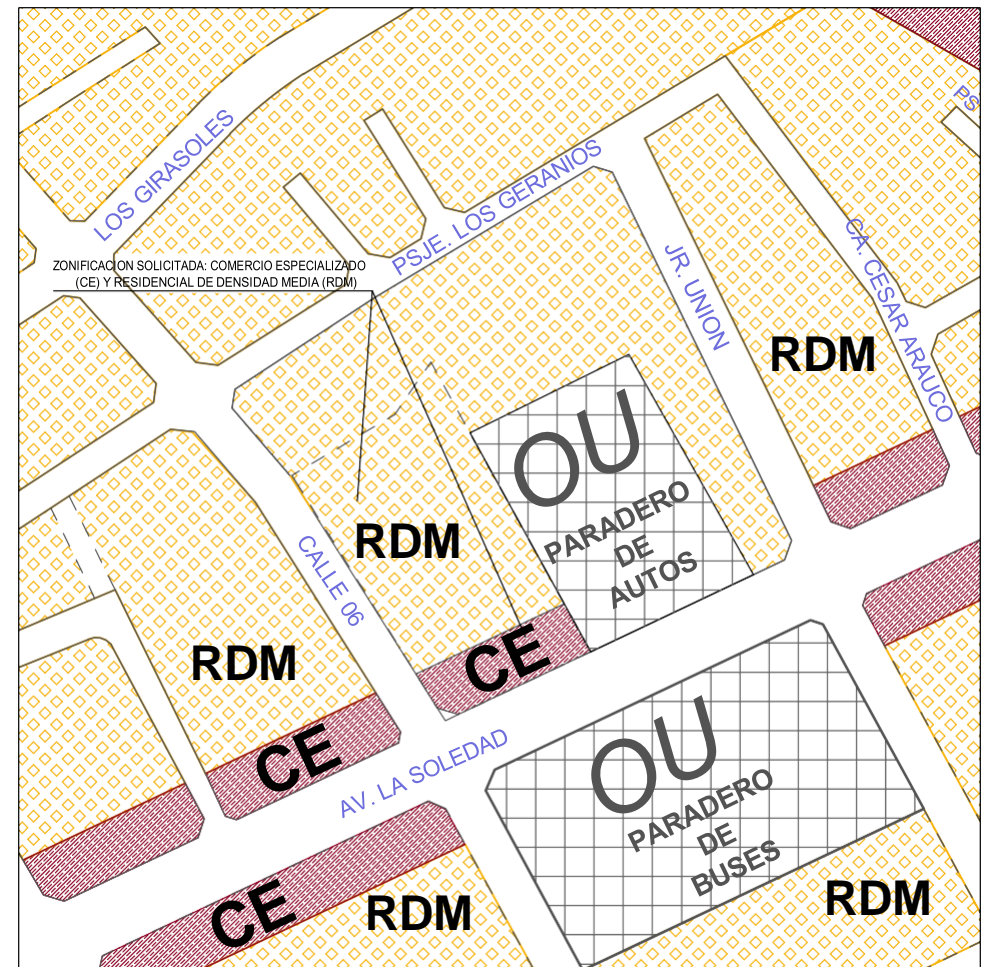 LOS GIRASOLES
PS
PSJE. LOS GERANIOS
ZONIFICACION SOLICITADA: COMERCIO ESPECIALIZADO
(CE) Y RESIDENCIAL DE DENSIDAD MEDIA (RDM)
JR. UNION
CA. CESAR ARAUCO
RDM
OU
PARADERO
DE
AUTOS
RDM
CALLE 06
RDM
CE
CE
AV. LA SOLEDAD
OU
PARADERO
DE
BUSES
CE
RDM
RDM